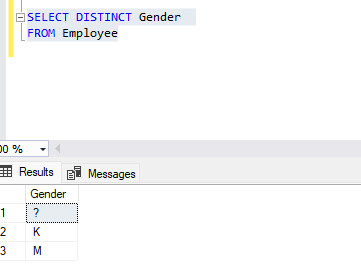 SELECT DISTINCT Gender
FROM Employee
00 %
Results Messages
Gender
1 ?
2 K
3 M